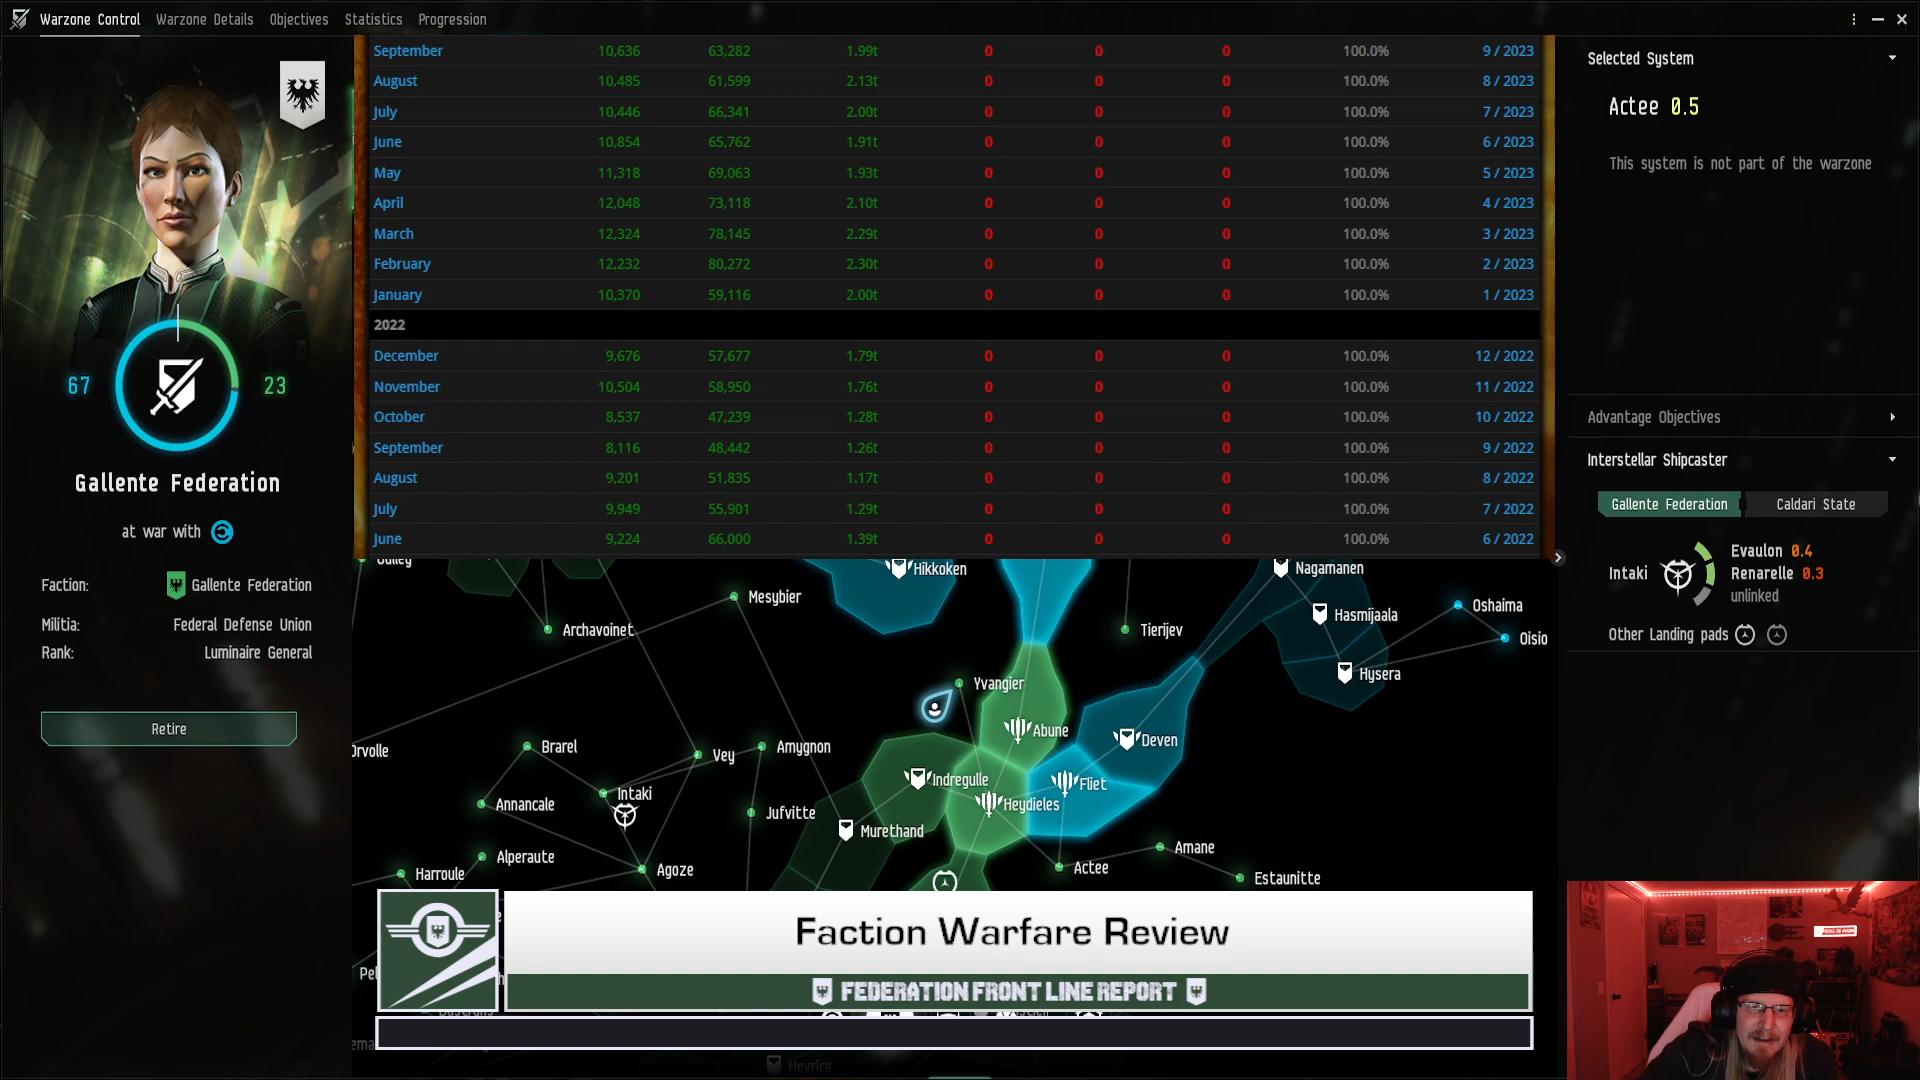 Warzone Control Warzone Details Objectives Statistics Progression
September 10,636 63,282 1.99t 0 0 0 100.0% 9 / 2023
August 10,485 61,599 2.13t 0 0 0 100.0% 8 / 2023
July 10,446 66,341 2.00t 0 0 0 100.0% 7 / 2023
June 10,854 65,762 1.91t 0 0 0 100.0% 6 / 2023
May 11,318 69,063 1.93t 0 0 0 100.0% 5 / 2023
April 12,048 73,118 2.10t 0 0 0 100.0% 4 / 2023
March 12,324 78,145 2.29t 0 0 0 100.0% 3 / 2023
February 12,232 80,272 2.30t 0 0 0 100.0% 2 / 2023
January 10,370 59,116 2.00t 0 0 0 100.0% 1 / 2023
2022
December 9,676 57,677 1.79t 0 0 0 100.0% 12 / 2022
November 10,504 58,950 1.76t 0 0 0 100.0% 11 / 2022
October 8,537 47,239 1.28t 0 0 0 100.0% 10 / 2022
September 8,116 48,442 1.26t 0 0 0 100.0% 9 / 2022
August 9,201 51,835 1.17t 0 0 0 100.0% 8 / 2022
July 9,949 55,901 1.29t 0 0 0 100.0% 7 / 2022
June 9,224 66,000 1.39t 0 0 0 100.0% 6 / 2022
67 23
Gallente Federation
at war with
Faction: Gallente Federation
Militia: Federal Defense Union
Rank: Luminaire General
Retire
Selected System
Actee 0.5
This system is not part of the warzone
Advantage Objectives
Interstellar Shipcaster
Gallente Federation Caldari State
Intaki
Evaulon 0.4
Renarelle 0.3
unlinked
Other Landing pads
Hikkoken
Nagamanen
Mesybier
Oshaima
Hasmijaala
Archavoinet
Tierijev
Oisio
Hysera
Yvangier
Abune
Deven
Brarel
Amygnon
Vey
Indregulle
Fliet
Intaki
Annancale
Heydieles
Jufvitte
Murethand
Amane
Alperaute
Actee
Agoze
Harroule
Estaunitte
Faction Warfare Review
FEDERATION FRONT LINE REPORT
Hevrice